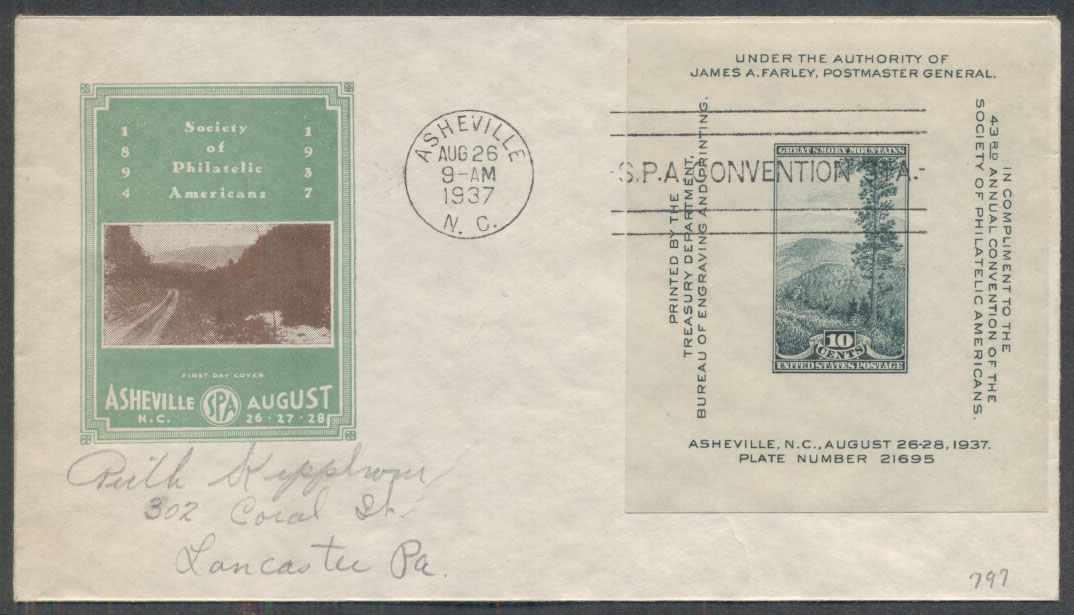 1 Society 1
8 of 9
9 Philatelic 3
4 Americans 7
FIRST DAY COVER
ASHEVILLE SPA AUGUST
N.C. 26·27·28
Ruth
302 Coral St.
Lancaster Pa.
ASHEVILLE
AUG 26
9-AM
1937
N. C.
S.P.A. CONVENTION STA.
UNDER THE AUTHORITY OF
JAMES A. FARLEY, POSTMASTER GENERAL.
PRINTED BY THE
TREASURY DEPARTMENT,
BUREAU OF ENGRAVING AND PRINTING.
GREAT SMOKY MOUNTAINS
10
CENTS
UNITED STATES POSTAGE
IN COMPLIMENT TO THE
43RD ANNUAL CONVENTION OF THE
SOCIETY OF PHILATELIC AMERICANS.
ASHEVILLE, N.C., AUGUST 26-28, 1937.
PLATE NUMBER 21695
797